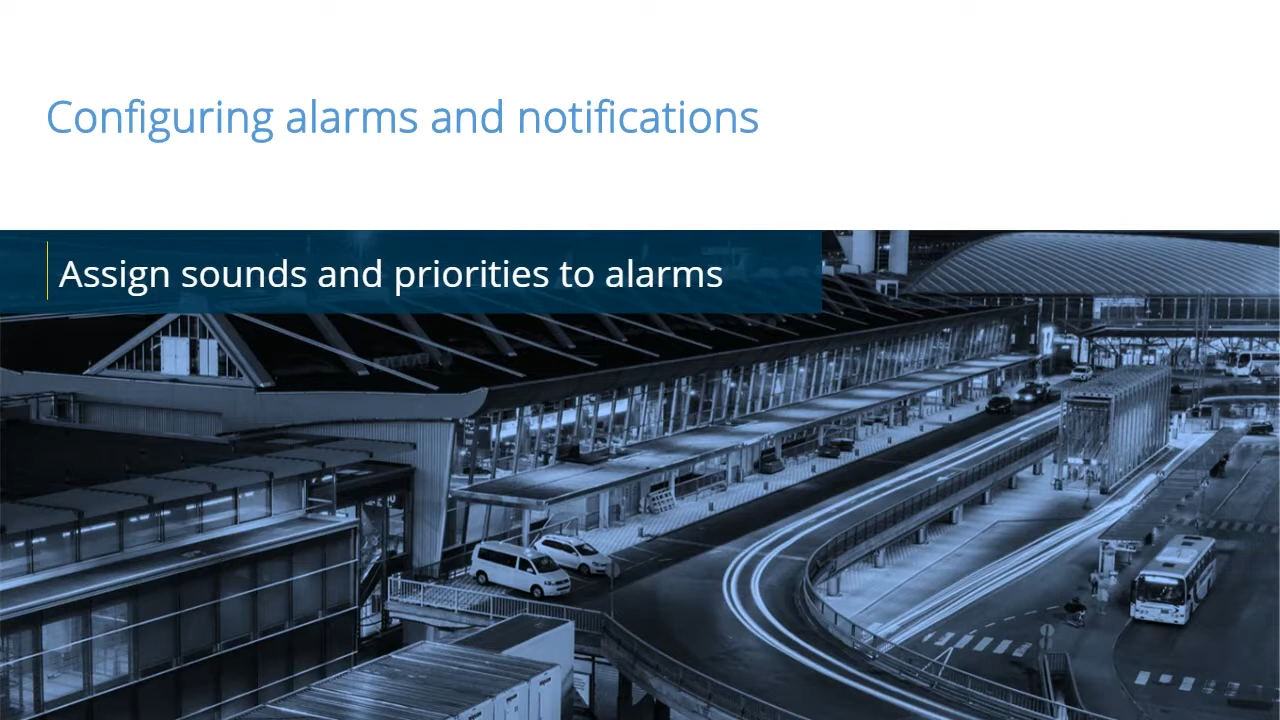 Configuring alarms and notifications
Assign sounds and priorities to alarms